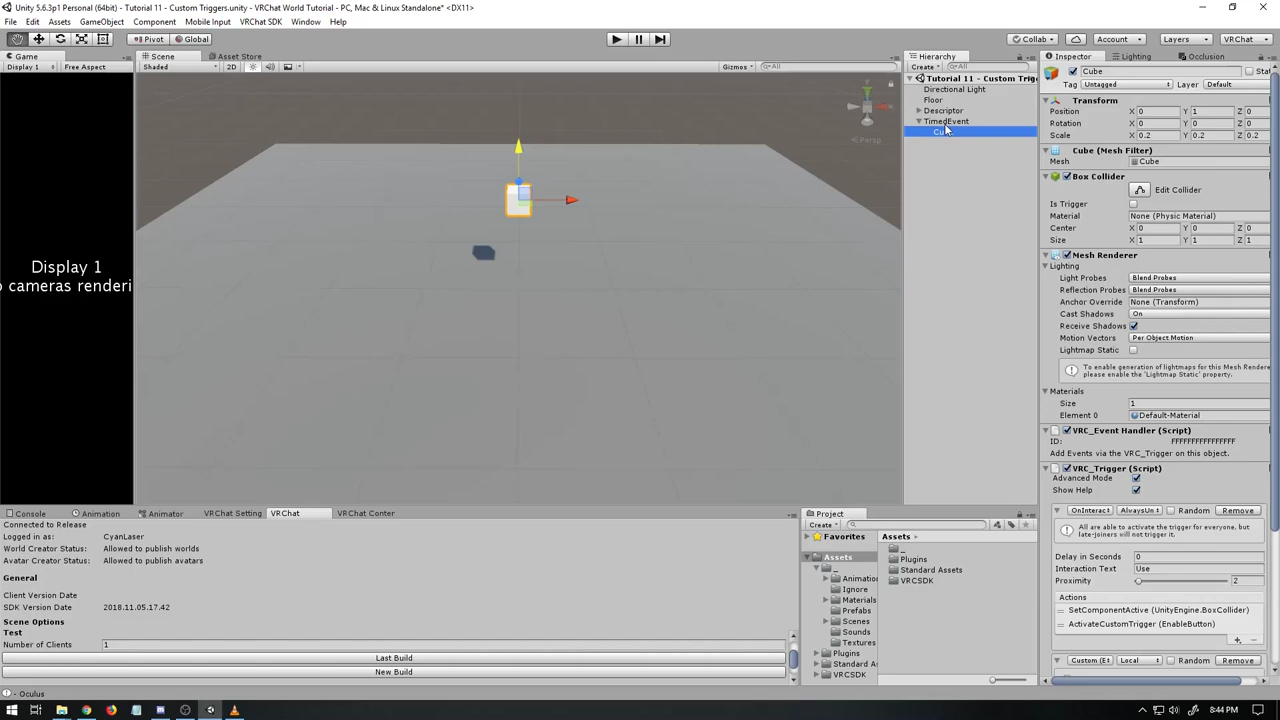 Unity 5.6.3p1 Personal (64bit) - Tutorial 11 - Custom Triggers.unity - VRChat World Tutorial - PC, Mac & Linux Standalone* <DX11>
File Edit Assets GameObject Component Mobile Input VRChat SDK Window Help
Pivot Global Collab Account Layers VRChat
Game Scene Asset Store Hierarchy Inspector Lighting Occlusion
Display 1 Free Aspect Shaded 2D Gizmos All Create All
Tutorial 11 - Custom Trigg
Directional Light
Floor
Descriptor
TimedEvent
Persp
Display 1
o cameras renderi
Cube Stati
Tag Untagged Layer Default
Transform
Position X 0 Y 1 Z 0
Rotation X 0 Y 0 Z 0
Scale X 0.2 Y 0.2 Z 0.2
Cube (Mesh Filter)
Mesh Cube
Box Collider
Edit Collider
Is Trigger
Material None (Physic Material)
Center X 0 Y 0 Z 0
Size X 1 Y 1 Z 1
Mesh Renderer
Lighting
Light Probes Blend Probes
Reflection Probes Blend Probes
Anchor Override None (Transform)
Cast Shadows On
Receive Shadows
Motion Vectors Per Object Motion
Lightmap Static
To enable generation of lightmaps for this Mesh Rendere
please enable the 'Lightmap Static' property.
Materials
Size 1
Element 0 Default-Material
VRC_Event Handler (Script)
ID: FFFFFFFFFFFFFFF
Add Events via the VRC_Trigger on this object.
VRC_Trigger (Script)
Advanced Mode
Show Help
OnInterac AlwaysUn Random Remove
All are able to activate the trigger for everyone, but
late-joiners will not trigger it.
Delay in Seconds 0
Interaction Text Use
Proximity 2
Actions
SetComponentActive (UnityEngine.BoxCollider)
ActivateCustomTrigger (EnableButton)
Custom (E Local Random Remove
Console Animation Animator VRChat Setting VRChat VRChat Conter
Connected to Release
Logged in as: CyanLaser
World Creator Status: Allowed to publish worlds
Avatar Creator Status: Allowed to publish avatars
General
Client Version Date
SDK Version Date 2018.11.05.17.42
Scene Options
Test
Number of Clients 1
Last Build
New Build
Project
Create
Favorites
Assets
_
Animation
Ignore
Materials
Prefabs
Scenes
Sounds
Textures
Plugins
Standard As
VRCSDK
Assets
_
Plugins
Standard Assets
VRCSDK
Oculus
8:44 PM